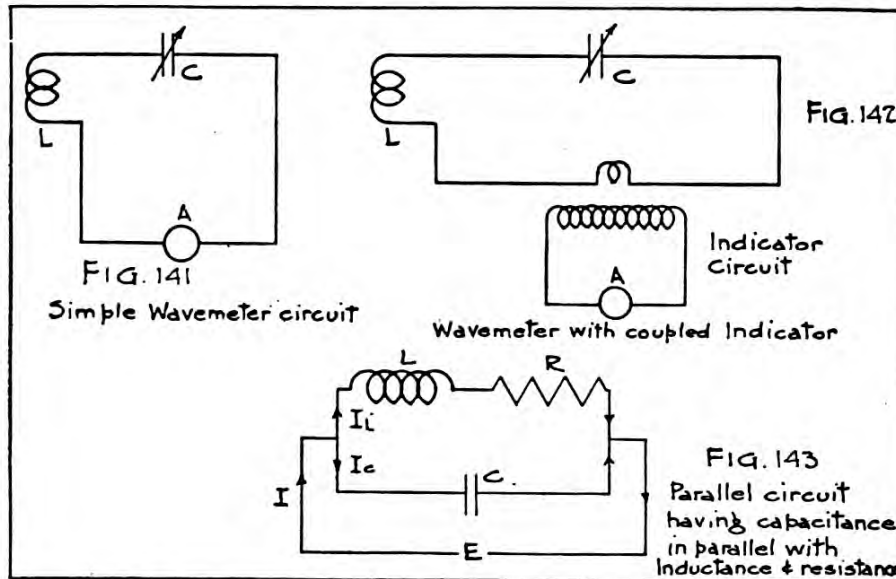 C
L
A
FIG. 141
Simple Wavemeter circuit
C
L
FIG. 142
A
Indicator
Circuit
Wavemeter with coupled Indicator
L
R
IL
Ic
C.
I
E
FIG. 143
Parallel circuit
having capacitance
in parallel with
Inductance & resistanc